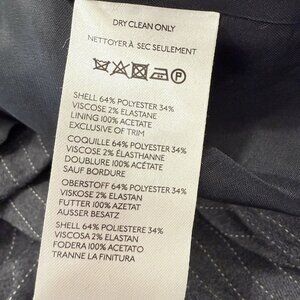 DRY CLEAN ONLY
NETTOYER À SEC SEULEMENT
P
SHELL 64% POLYESTER 34%
VISCOSE 2% ELASTANE
LINING 100% ACETATE
EXCLUSIVE OF TRIM
COQUILLE 64% POLYESTER 34%
VISCOSE 2% ÉLASTHANNE
DOUBLURE 100% ACÉTATE
SAUF BORDURE
OBERSTOFF 64% POLYESTER 34%
VISKOSE 2% ELASTAN
FUTTER 100% AZETAT
AUSSER BESATZ
SHELL 64% POLIESTERE 34%
VISCOSA 2% ELASTAN
FODERA 100% ACETATO
TRANNE LA FINITURA